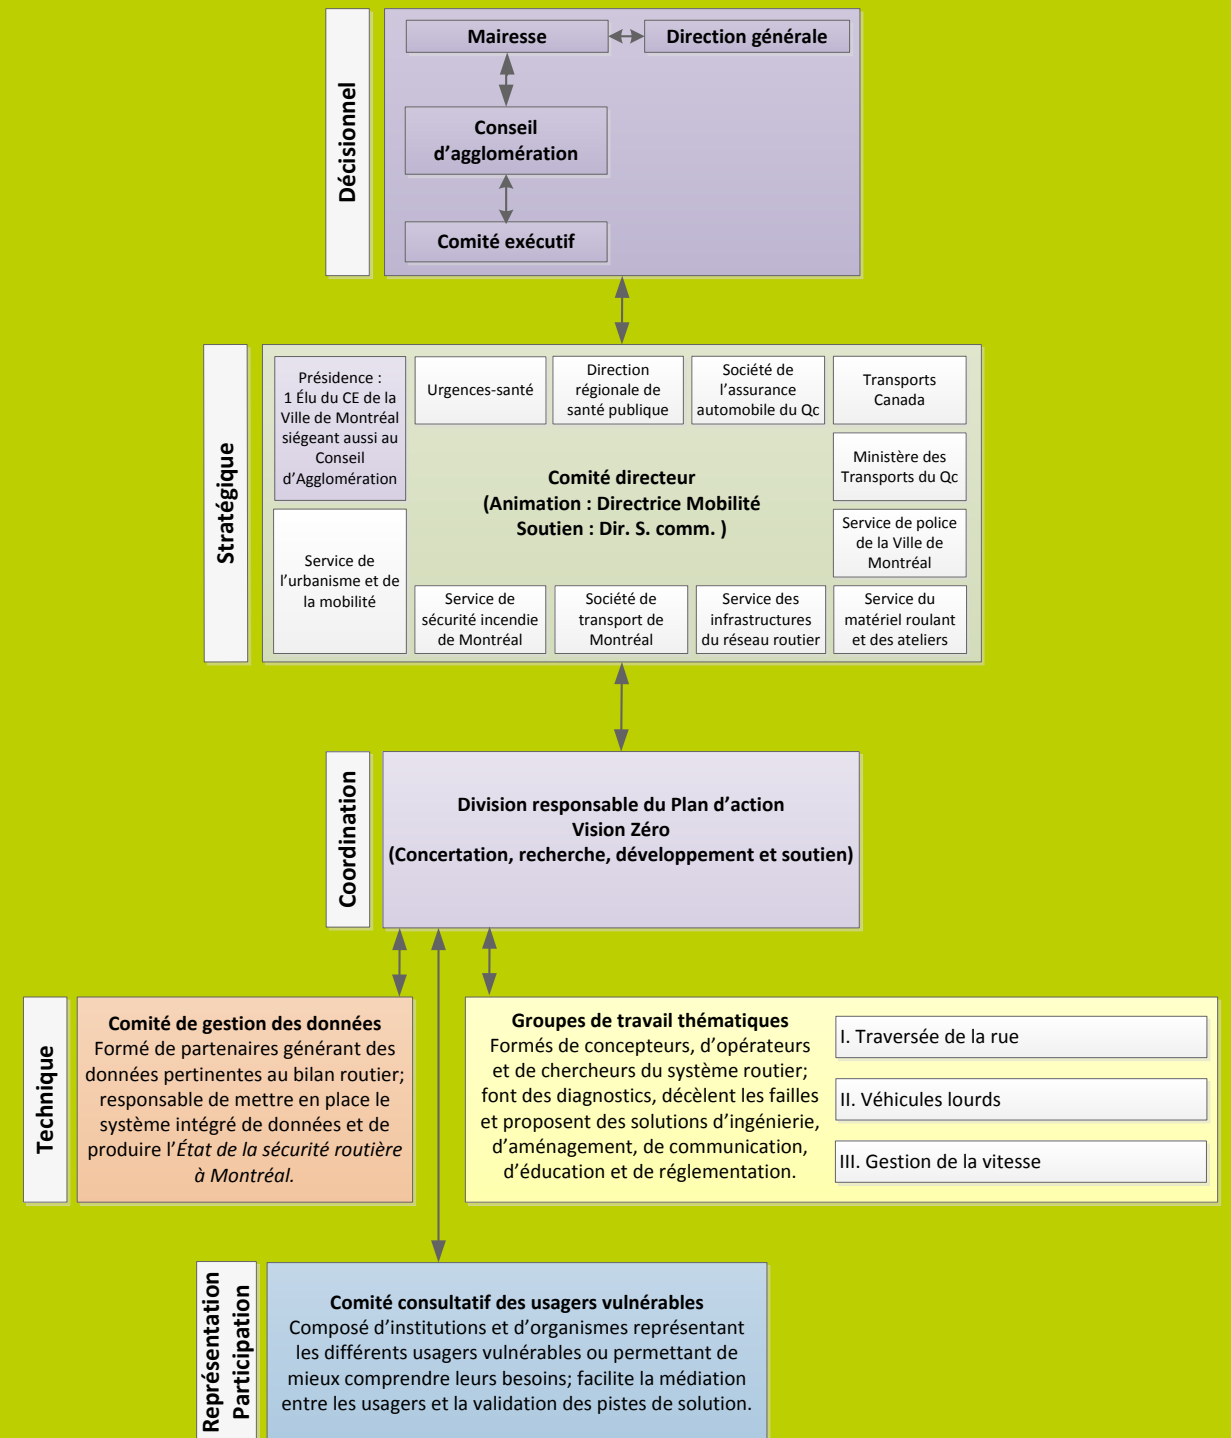 Décisionnel
Mairesse
Direction générale
Conseil
d’agglomération
Comité exécutif
Stratégique
Présidence :
1 Élu du CE de la
Ville de Montréal
siégeant aussi au
Conseil
d’Agglomération
Urgences-santé
Direction
régionale de
santé publique
Société de
l’assurance
automobile du Qc
Transports
Canada
Ministère des
Transports du Qc
Comité directeur
(Animation : Directrice Mobilité
Soutien : Dir. S. comm. )
Service de police
de la Ville de
Montréal
Service de
l’urbanisme et de
la mobilité
Service de
sécurité incendie
de Montréal
Société de
transport de
Montréal
Service des
infrastructures
du réseau routier
Service du
matériel roulant
et des ateliers
Coordination
Division responsable du Plan d’action
Vision Zéro
(Concertation, recherche, développement et soutien)
Technique
Comité de gestion des données
Formé de partenaires générant des
données pertinentes au bilan routier;
responsable de mettre en place le
système intégré de données et de
produire l’État de la sécurité routière
à Montréal.
Groupes de travail thématiques
Formés de concepteurs, d’opérateurs
et de chercheurs du système routier;
font des diagnostics, décèlent les failles
et proposent des solutions d’ingénierie,
d’aménagement, de communication,
d’éducation et de réglementation.
I. Traversée de la rue
II. Véhicules lourds
III. Gestion de la vitesse
Représentation
Participation
Comité consultatif des usagers vulnérables
Composé d’institutions et d’organismes représentant
les différents usagers vulnérables ou permettant de
mieux comprendre leurs besoins; facilite la médiation
entre les usagers et la validation des pistes de solution.